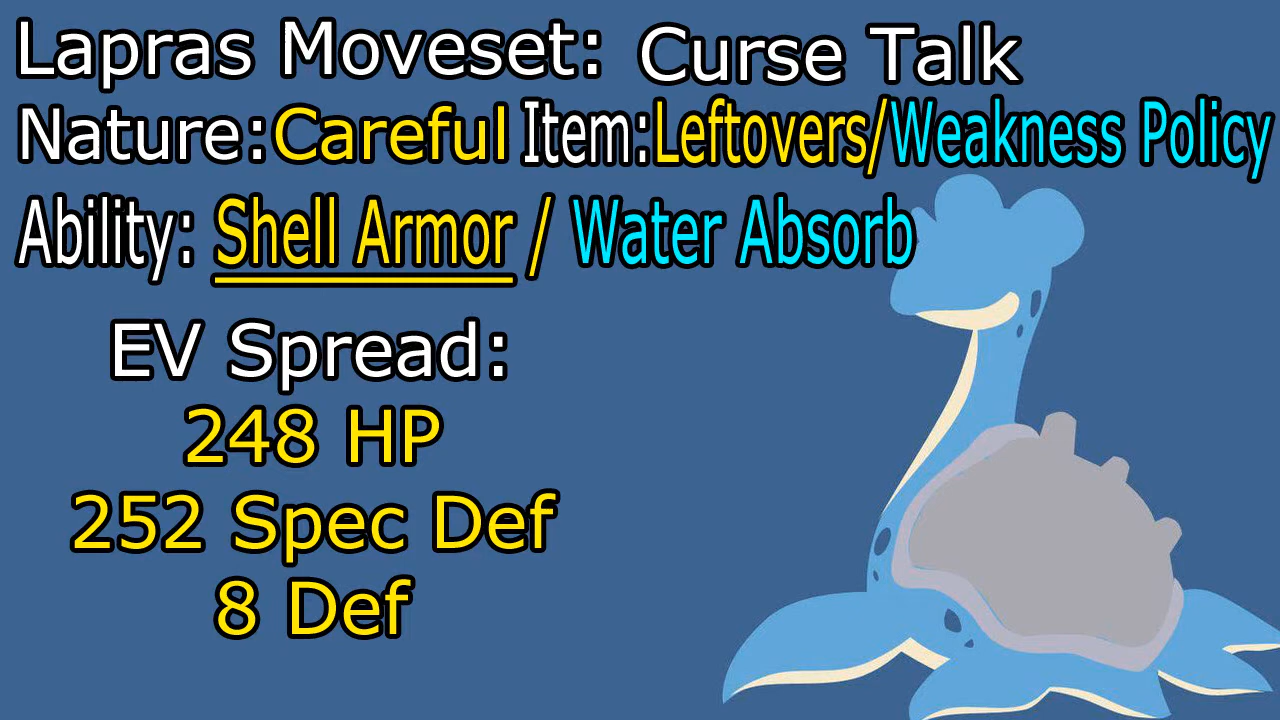 Lapras Moveset: Curse Talk
Nature:Careful Item:Leftovers/Weakness Policy
Ability: Shell Armor / Water Absorb
EV Spread:
248 HP
252 Spec Def
8 Def